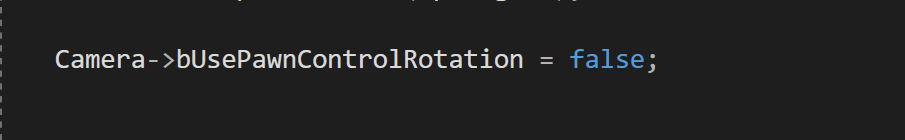 Camera->bUsePawnControlRotation = false;